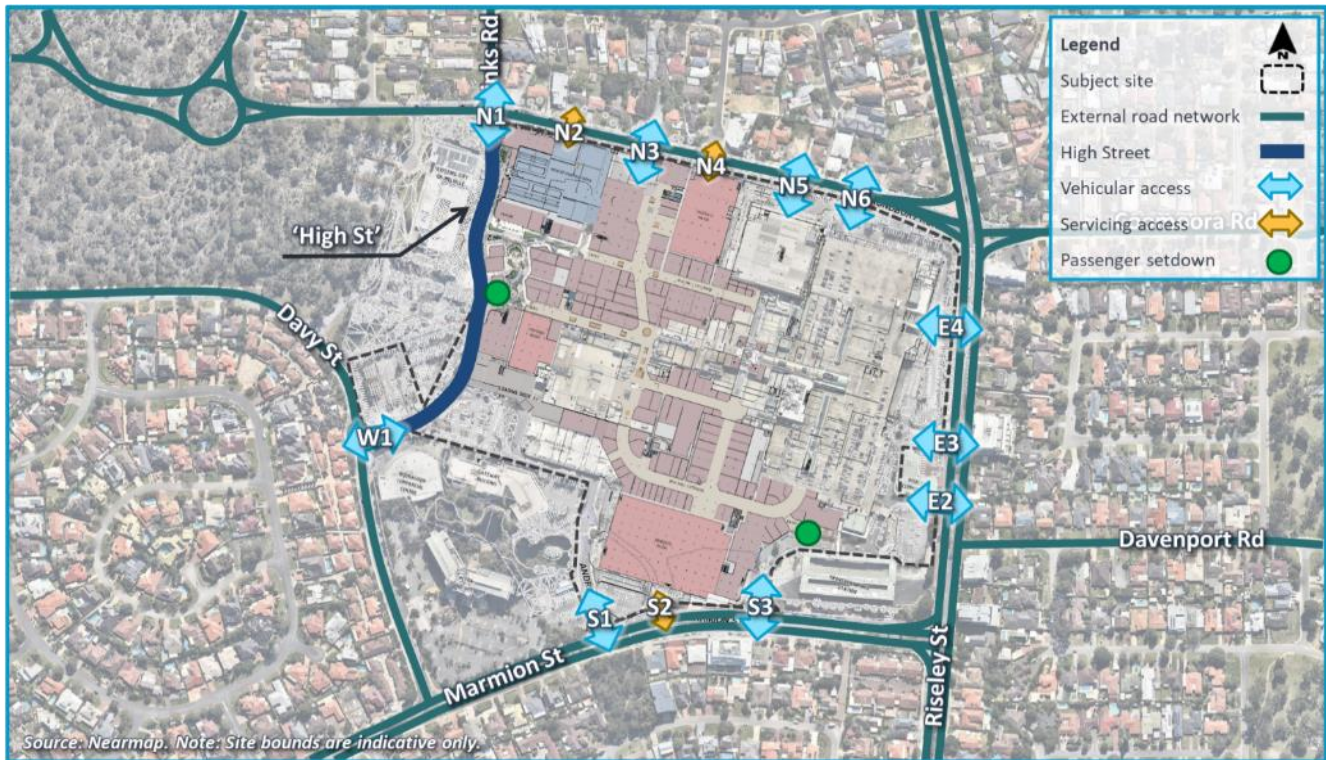 nks Rd
Legend
N
Subject site
External road network
High Street
Vehicular access
Servicing access
Passenger setdown
N1
N2
N3
N4
N5
N6
'High St'
Davy St
E4
W1
E3
E2
Davenport Rd
S1
S2
S3
Marmion St
Riseley St
Source: Nearmap. Note: Site bounds are indicative only.